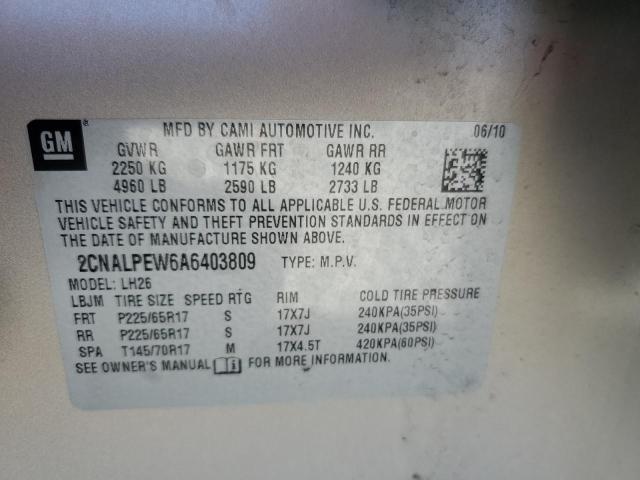 GM ®
MFD BY CAMI AUTOMOTIVE INC. 06/10
GVWR GAWR FRT GAWR RR
2250 KG 1175 KG 1240 KG
4960 LB 2590 LB 2733 LB
THIS VEHICLE CONFORMS TO ALL APPLICABLE U.S. FEDERAL MOTOR
VEHICLE SAFETY AND THEFT PREVENTION STANDARDS IN EFFECT ON
THE DATE OF MANUFACTURE SHOWN ABOVE.
2CNALPEW6A6403809 TYPE: M.P.V.
MODEL: LH26
LBJM TIRE SIZE SPEED RTG RIM COLD TIRE PRESSURE
FRT P225/65R17 S 17X7J 240KPA(35PSI)
RR P225/65R17 S 17X7J 240KPA(35PSI)
SPA T145/70R17 M 17X4.5T 420KPA(60PSI)
SEE OWNER'S MANUAL FOR MORE INFORMATION.